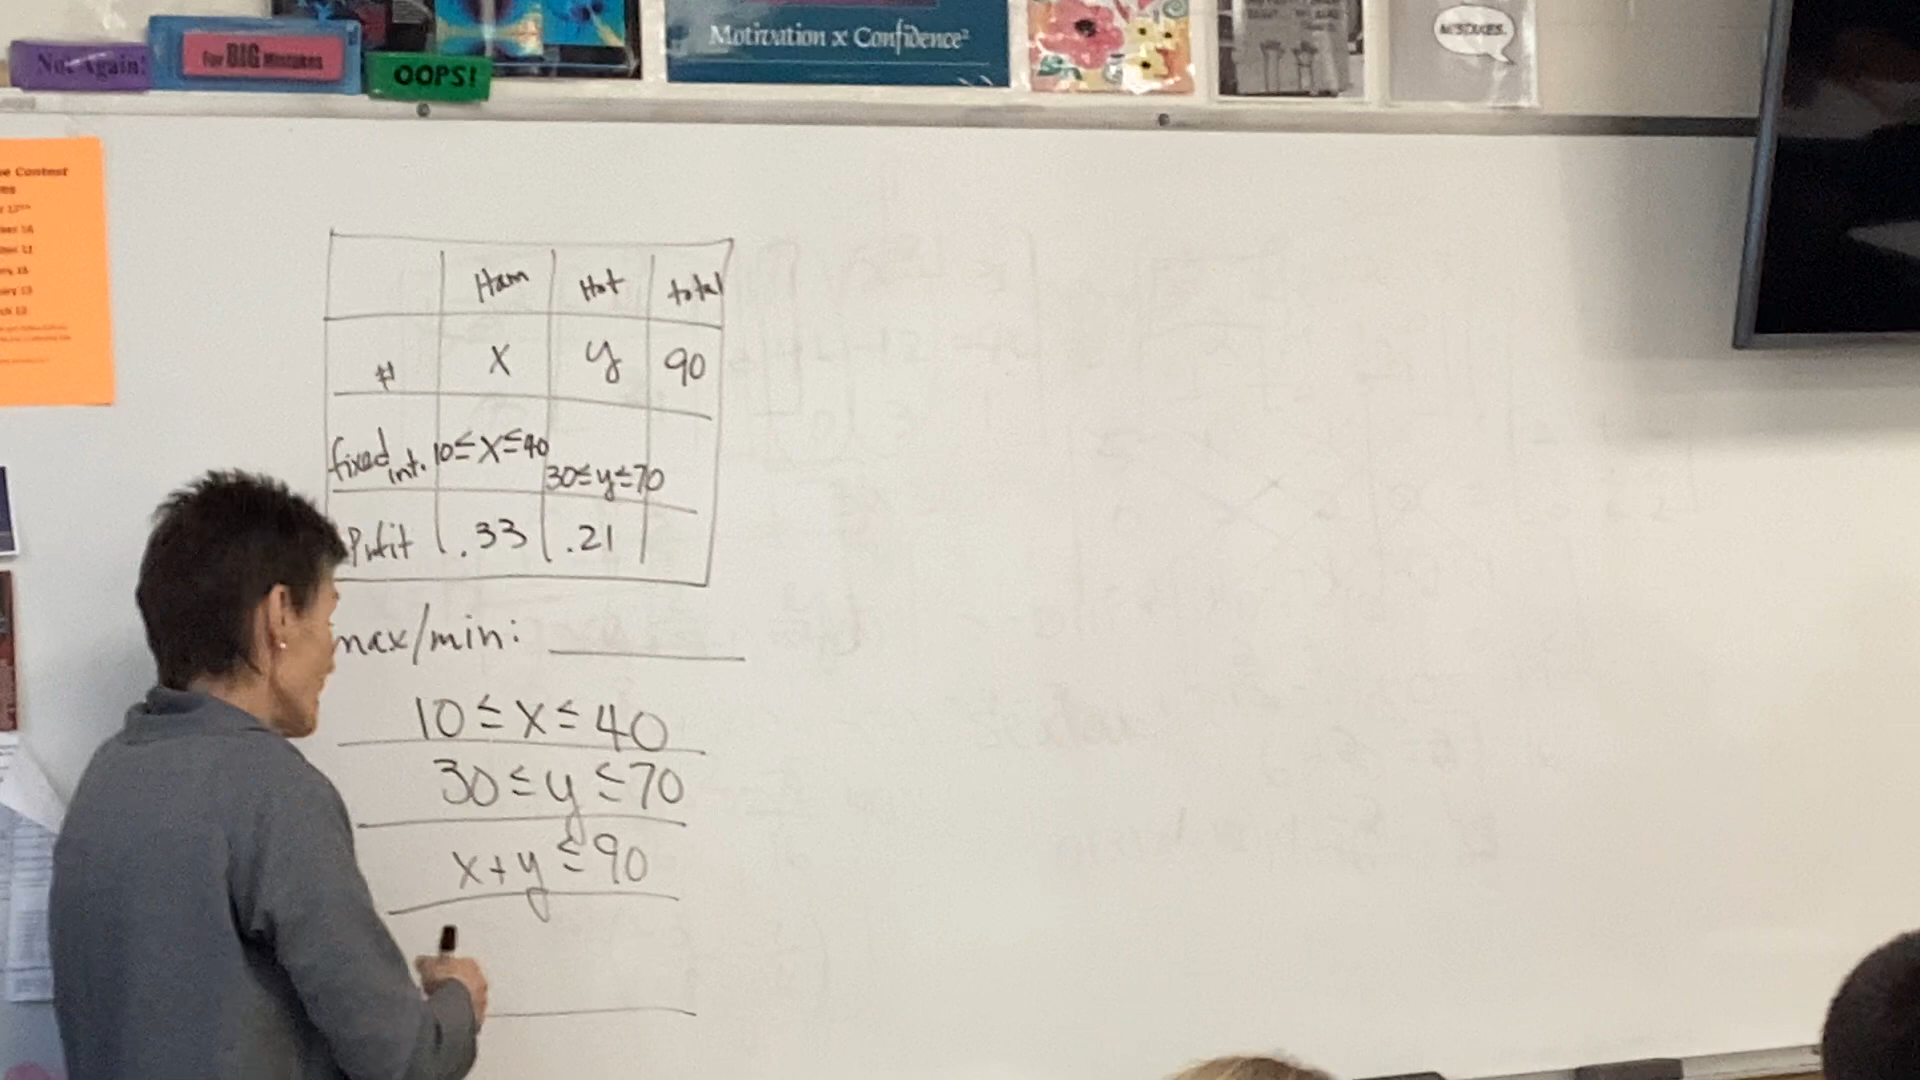 Not Again!
For BIG Mistakes
OOPS!
Motivation x Confidence²
MISTAKES.
e Contest
Ham Hot total
# x y 90
fixed int. 10≤x≤40 30≤y≤70
Profit .33 .21
max/min:
10≤x≤40
30≤y≤70
x+y≤90